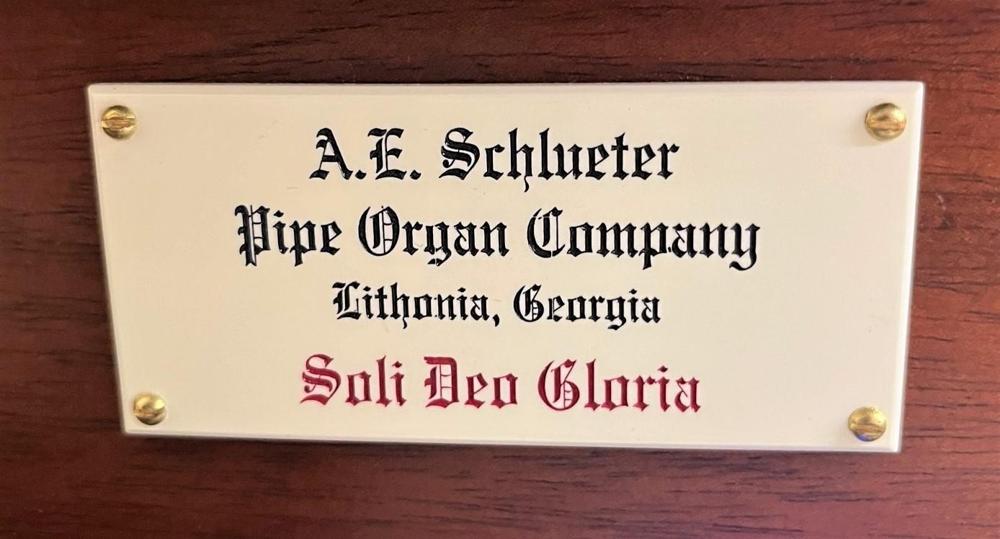 A.E. Schlueter
Pipe Organ Company
Lithonia, Georgia
Soli Deo Gloria